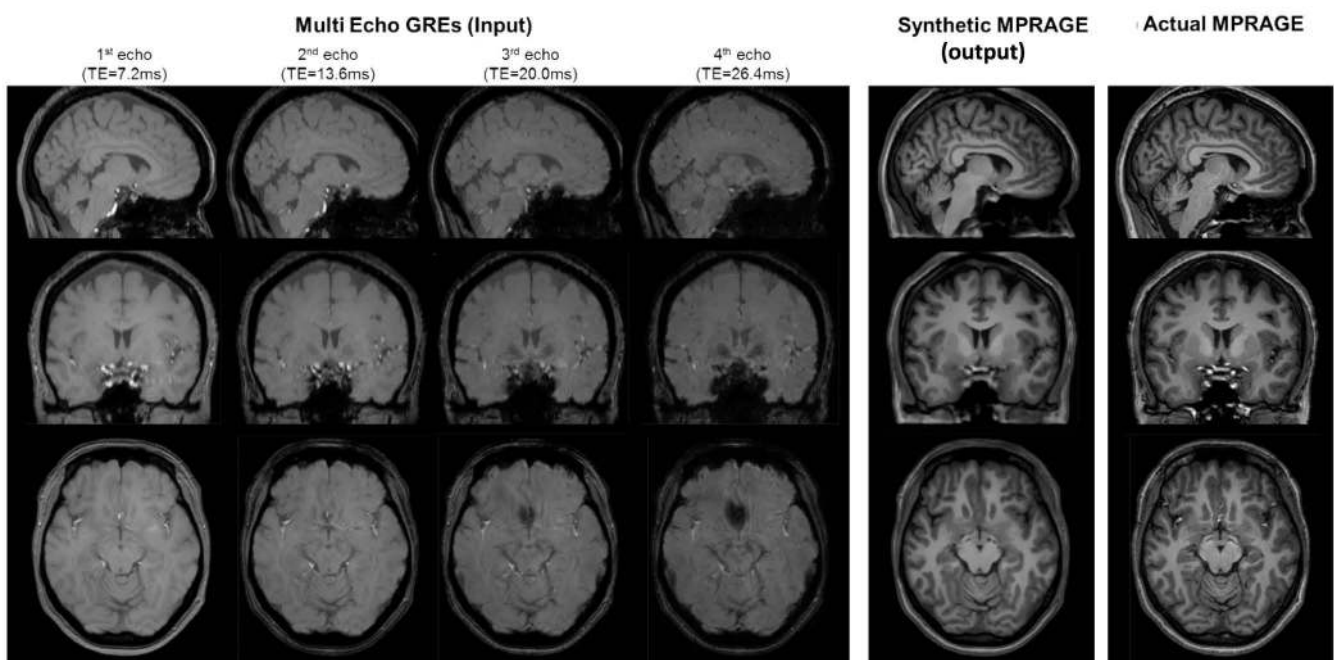 Multi Echo GREs (Input)
Synthetic MPRAGE
(output)
Actual MPRAGE
1st echo
(TE=7.2ms)
2nd echo
(TE=13.6ms)
3rd echo
(TE=20.0ms)
4th echo
(TE=26.4ms)